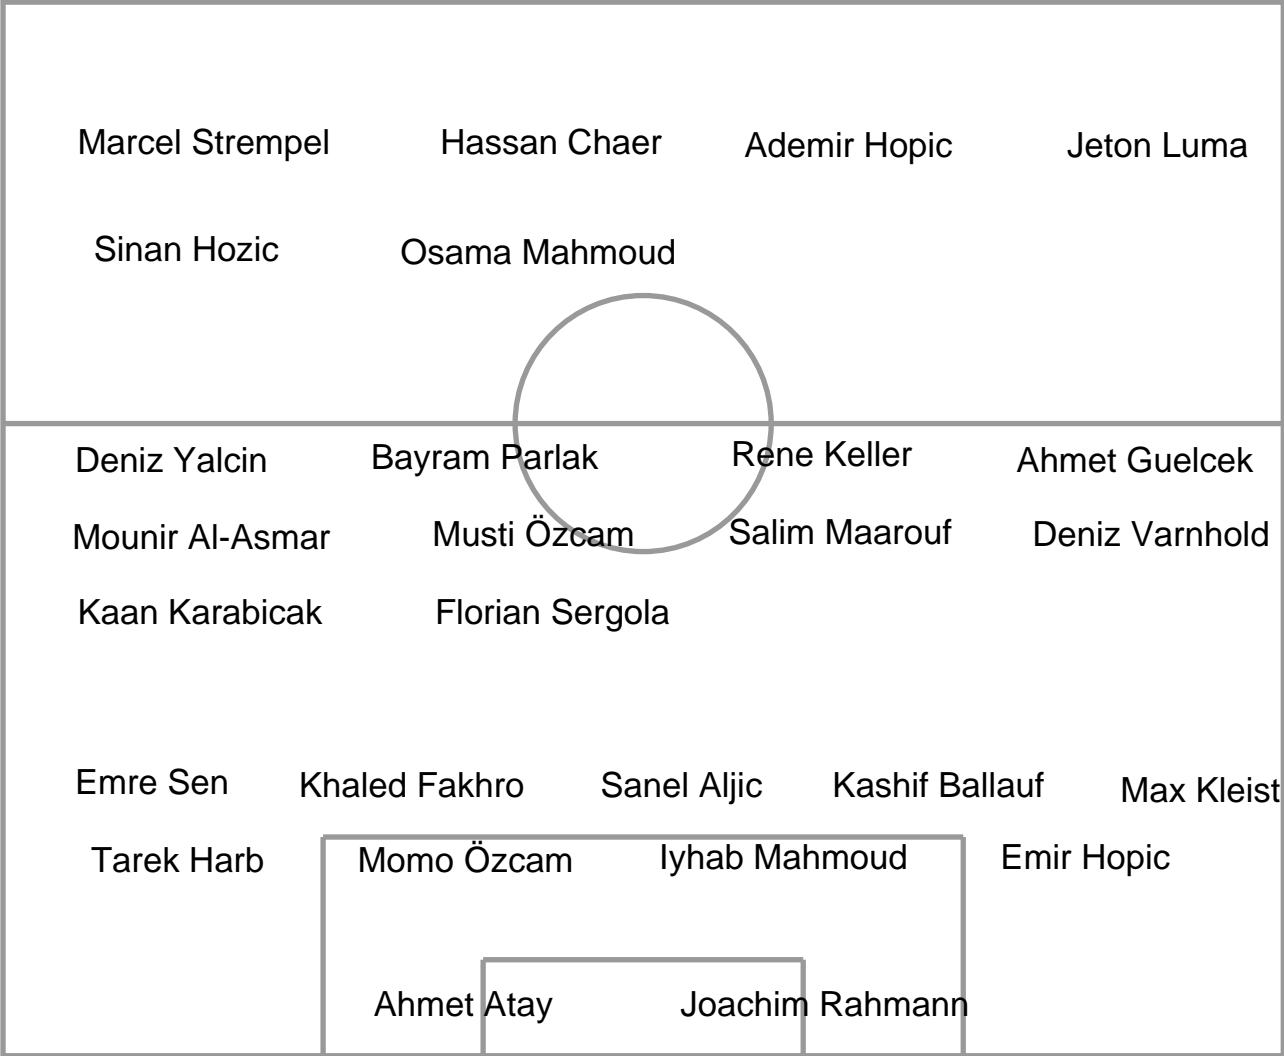 Marcel Strempel Hassan Chaer Ademir Hopic Jeton Luma
Sinan Hozic Osama Mahmoud
Deniz Yalcin Bayram Parlak Rene Keller Ahmet Guelcek
Mounir Al-Asmar Musti Özcam Salim Maarouf Deniz Varnhold
Kaan Karabicak Florian Sergola
Emre Sen Khaled Fakhro Sanel Aljic Kashif Ballauf Max Kleist
Tarek Harb Momo Özcam Iyhab Mahmoud Emir Hopic
Ahmet Atay Joachim Rahmann